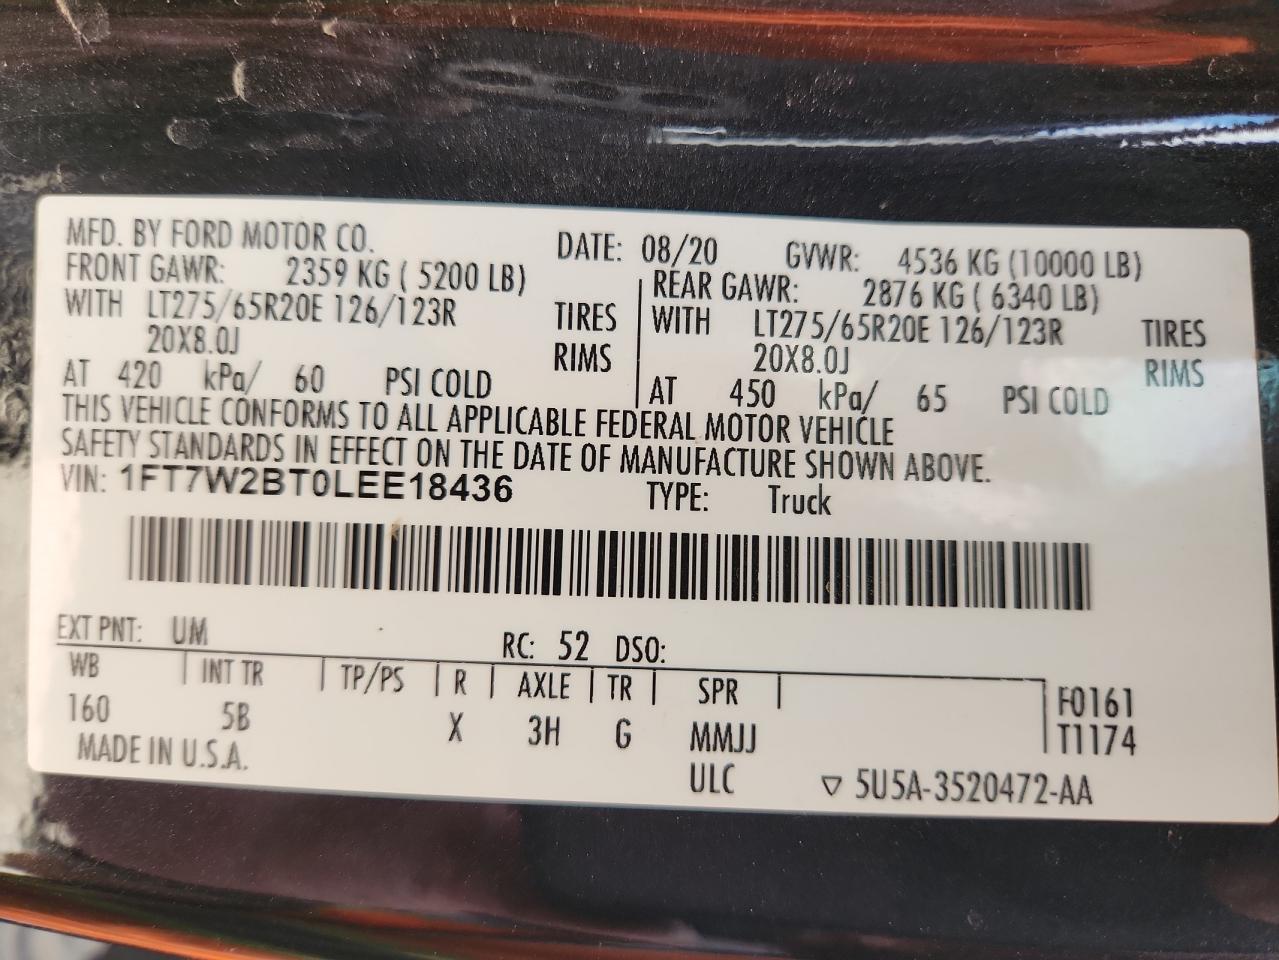 MFD. BY FORD MOTOR CO. DATE: 08/20 GVWR: 4536 KG (10000 LB)
FRONT GAWR: 2359 KG ( 5200 LB) REAR GAWR: 2876 KG ( 6340 LB)
WITH LT275/65R20E 126/123R TIRES WITH LT275/65R20E 126/123R TIRES
20X8.0J RIMS 20X8.0J RIMS
AT 420 kPa/ 60 PSI COLD AT 450 kPa/ 65 PSI COLD
THIS VEHICLE CONFORMS TO ALL APPLICABLE FEDERAL MOTOR VEHICLE
SAFETY STANDARDS IN EFFECT ON THE DATE OF MANUFACTURE SHOWN ABOVE.
VIN: 1FT7W2BT0LEE18436 TYPE: Truck
EXT PNT: UM RC: 52 DSO:
WB INT TR TP/PS R AXLE TR SPR F0161
160 5B X 3H G MMJJ T1174
MADE IN U.S.A. ULC ▽ 5U5A-3520472-AA